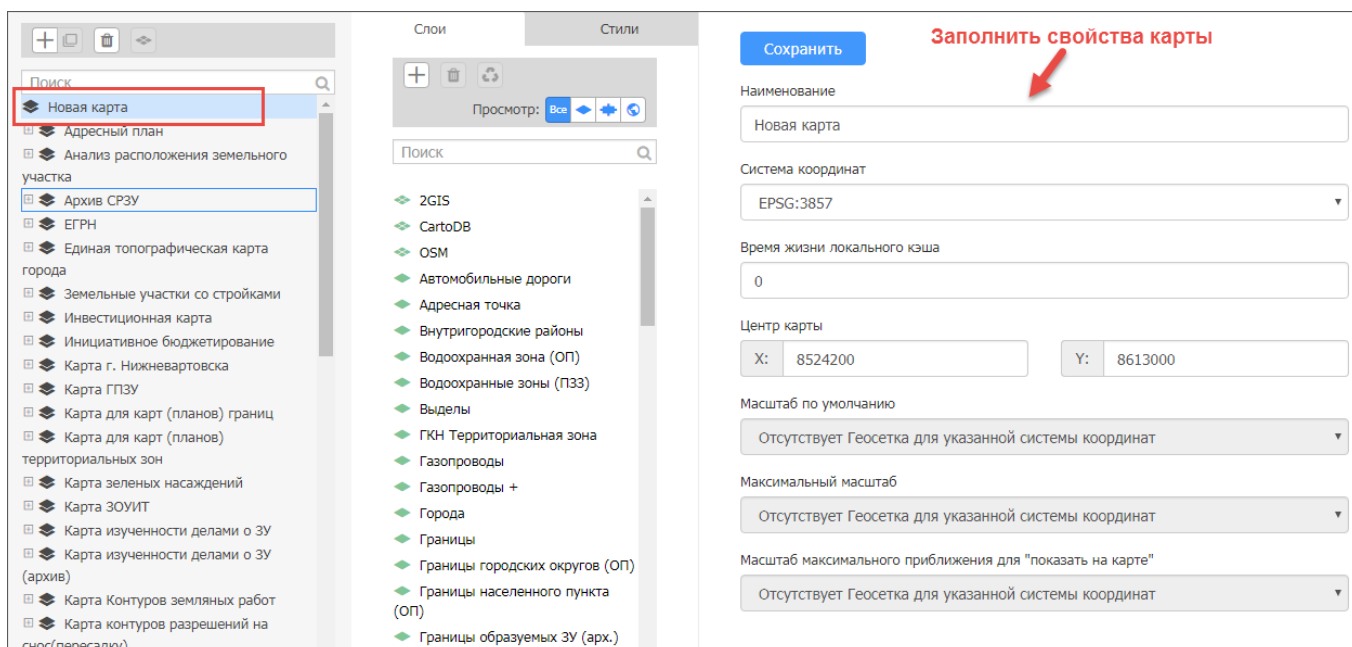 Поиск
Новая карта
Адресный план
Анализ расположения земельного
участка
Архив СРЗУ
ЕГРН
Единая топографическая карта
города
Земельные участки со стройками
Инвестиционная карта
Инициативное бюджетирование
Карта г. Нижневартовска
Карта ГПЗУ
Карта для карт (планов) границ
Карта для карт (планов)
территориальных зон
Карта зеленых насаждений
Карта ЗОУИТ
Карта изученности делами о ЗУ
Карта изученности делами о ЗУ
(архив)
Карта Контуров земляных работ
Карта контуров разрешений на
снос(пересадку)
Слои
Стили
Просмотр: Все
Поиск
2GIS
CartoDB
OSM
Автомобильные дороги
Адресная точка
Внутригородские районы
Водоохранная зона (ОП)
Водоохранные зоны (ПЗЗ)
Выделы
ГКН Территориальная зона
Газопроводы
Газопроводы +
Города
Границы
Границы городских округов (ОП)
Границы населенного пункта
(ОП)
Границы образуемых ЗУ (арх.)
Сохранить
Заполнить свойства карты
Наименование
Новая карта
Система координат
EPSG:3857
Время жизни локального кэша
0
Центр карты
X: 8524200 Y: 8613000
Масштаб по умолчанию
Отсутствует Геосетка для указанной системы координат
Максимальный масштаб
Отсутствует Геосетка для указанной системы координат
Масштаб максимального приближения для "показать на карте"
Отсутствует Геосетка для указанной системы координат